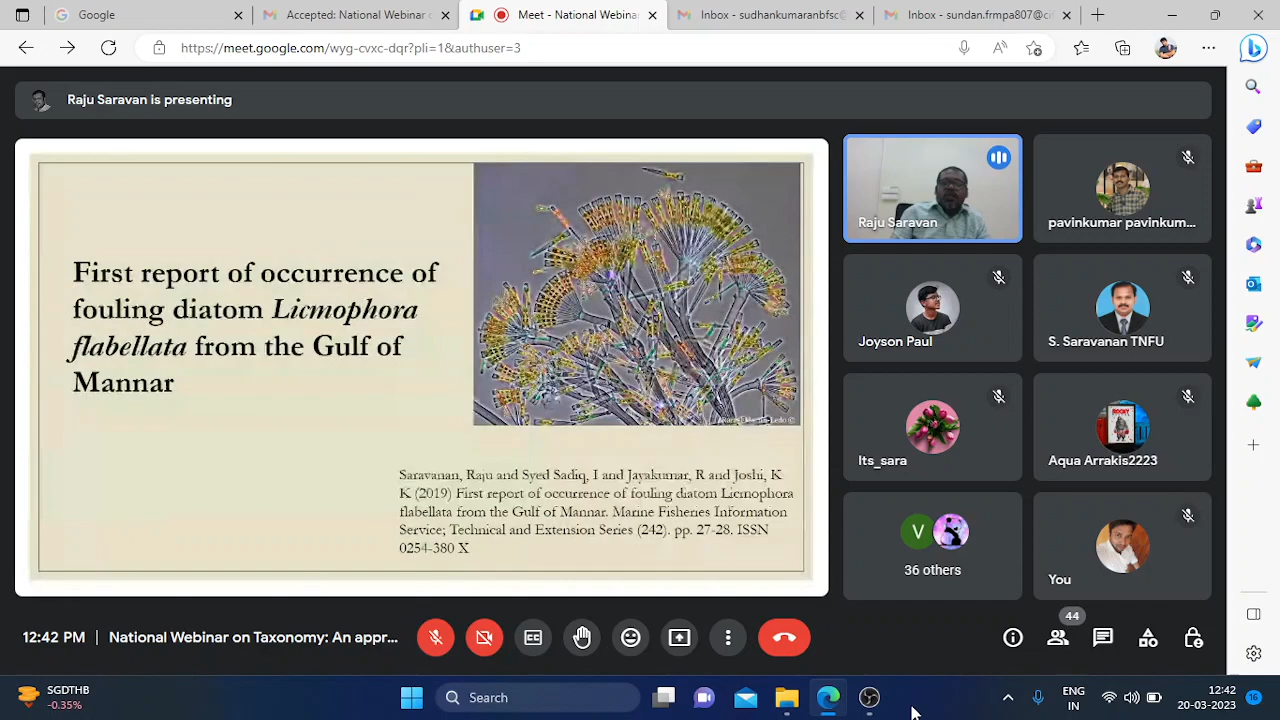 Google
Accepted: National Webinar
Meet - National Webinar
Inbox - sudhankumaranbfsc@
Inbox - sundan.frmpa807@ci
https://meet.google.com/wyg-cvxc-dqr?pli=1&authuser=3
Raju Saravan is presenting
First report of occurrence of
fouling diatom Licmophora
flabellata from the Gulf of
Mannar
Saravanan, Raju and Syed Sadiq, I and Jayakumar, R and Joshi, K
K (2019) First report of occurrence of fouling diatom Licmophora
flabellata from the Gulf of Mannar. Marine Fisheries Information
Service; Technical and Extension Series (242). pp. 27-28. ISSN
0254-380 X
Raju Saravan
pavinkumar pavinkum...
Joyson Paul
S. Saravanan TNFU
Its_sara
Aqua Arrakis2223
V
36 others
You
44
12:42 PM | National Webinar on Taxonomy: An appr...
SGDTHB
-0.35%
Search
ENG
IN
12:42
20-03-2023
16